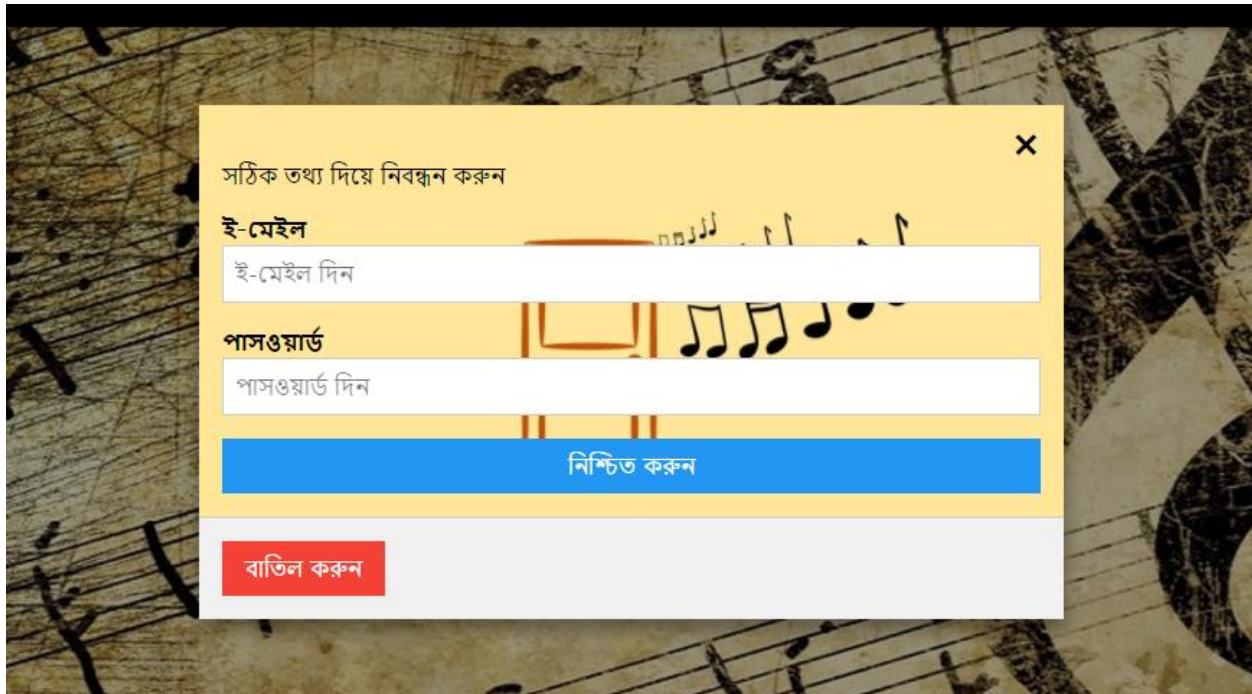 সঠিক তথ্য দিয়ে নিবন্ধন করুন
ই-মেইল
ই-মেইল দিন
পাসওয়ার্ড
পাসওয়ার্ড দিন
নিশ্চিত করুন
বাতিল করুন